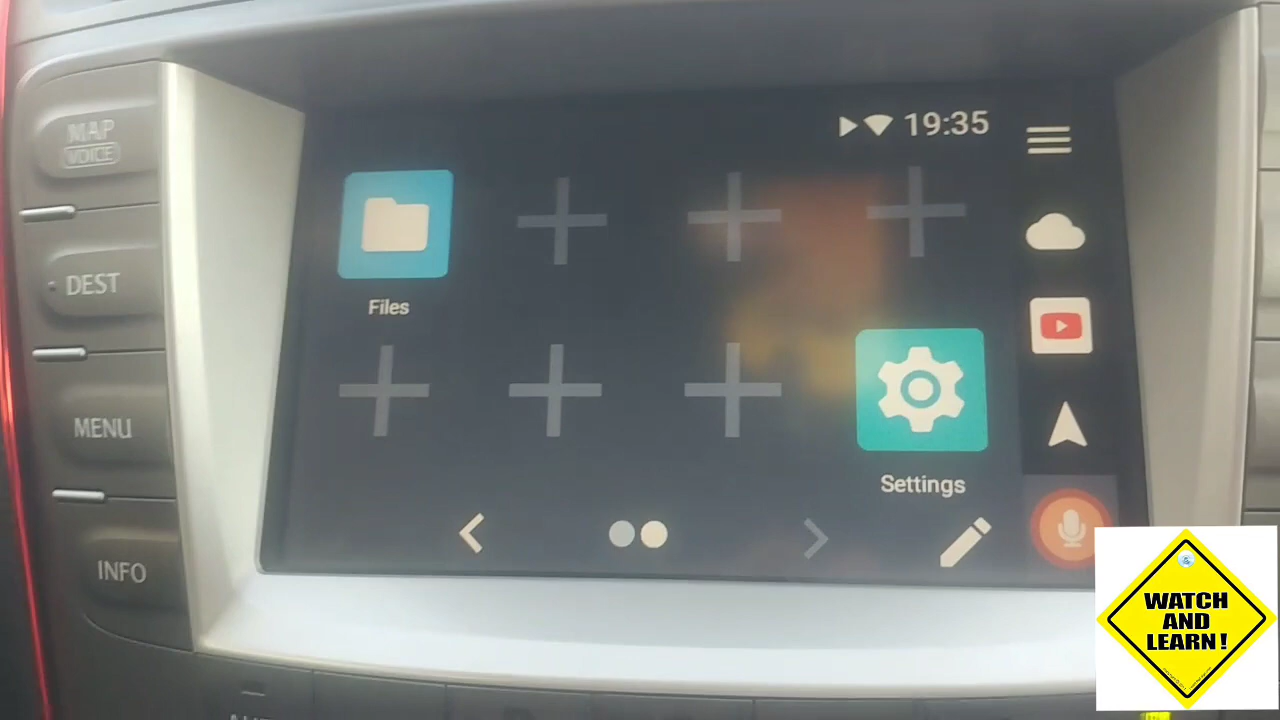 MAP
VOICE
DEST
MENU
INFO
19:35
Files
Settings
WATCH
AND
LEARN!